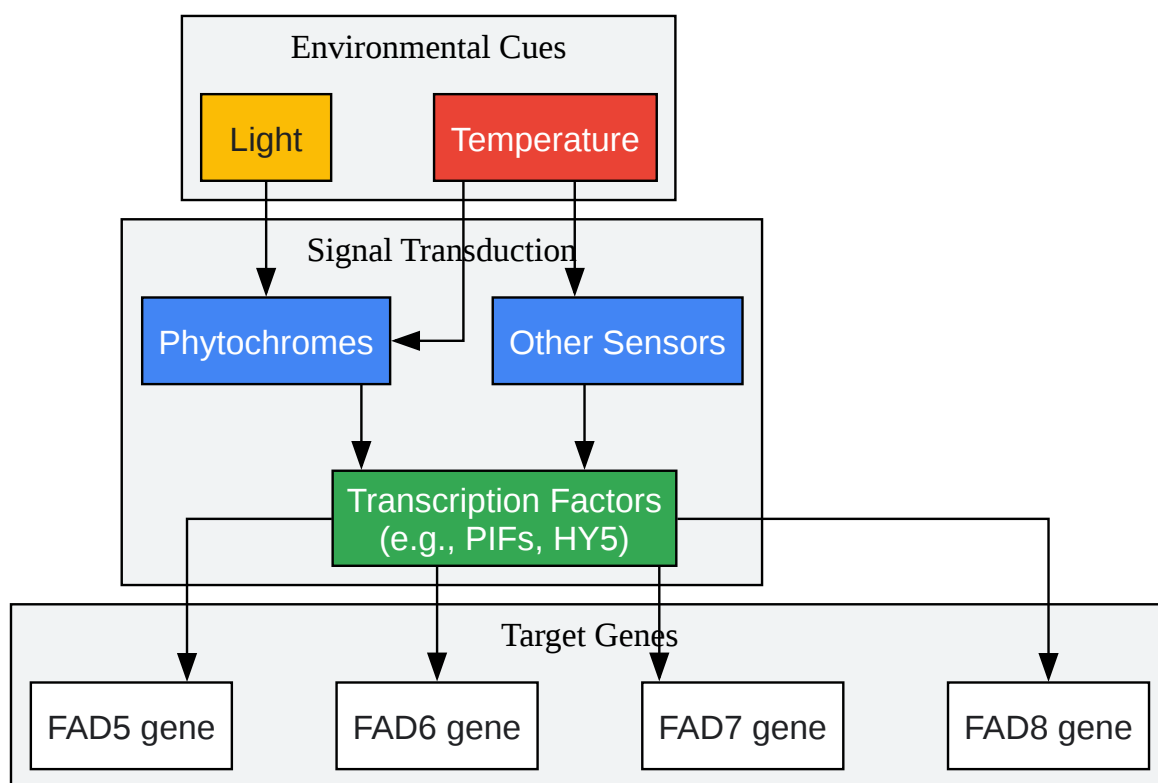 Environmental Cues
Light
Temperature
Signal Transduction
Phytochromes
Other Sensors
Transcription Factors
(e.g., PIFs, HY5)
Target Genes
FAD5 gene
FAD6 gene
FAD7 gene
FAD8 gene